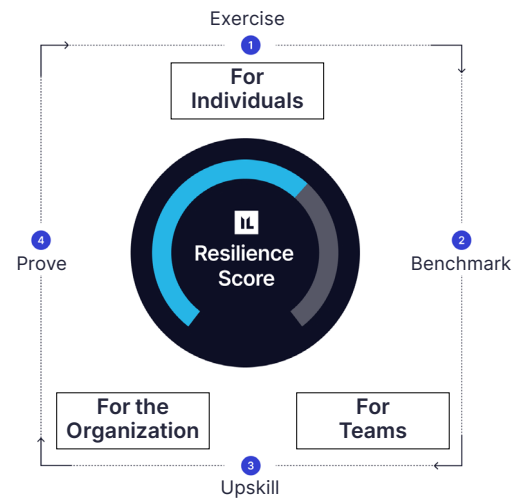 Exercise
1
For
Individuals
4
Prove
IL
Resilience
Score
2
Benchmark
For the
Organization
For
Teams
3
Upskill